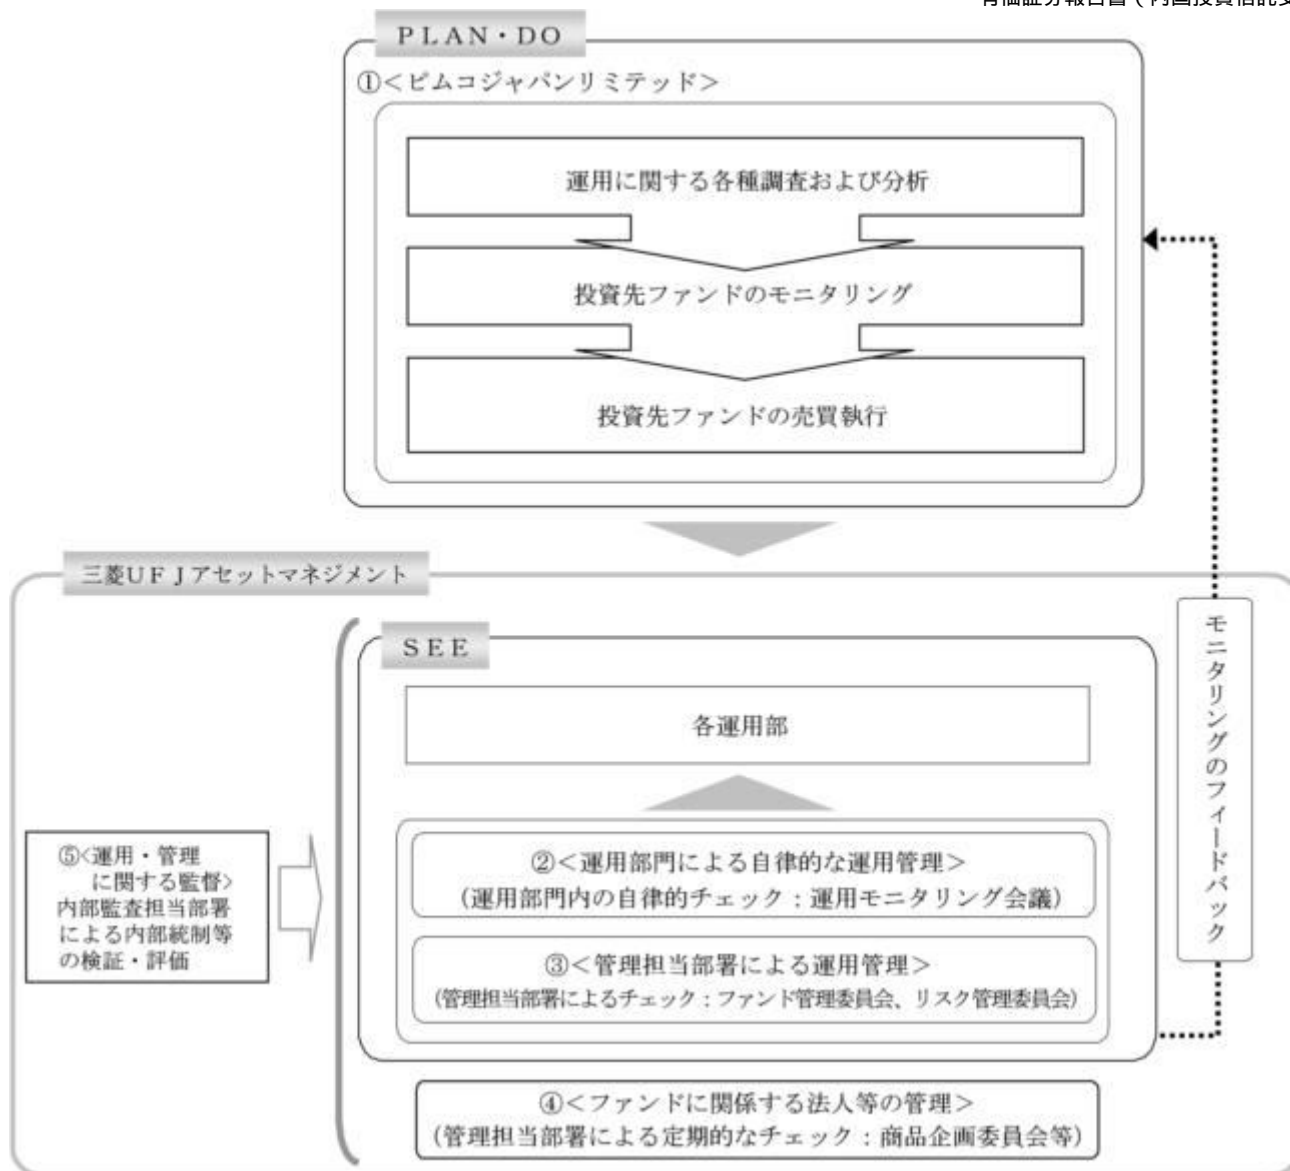 PLAN・DO
①<ピムコジャパンリミテッド>
運用に関する各種調査および分析
投資先ファンドのモニタリング
投資先ファンドの売買執行
三菱UFJアセットマネジメント
SEE
各運用部
②<運用部門による自律的な運用管理>
(運用部門内の自律的チェック:運用モニタリング会議)
③<管理担当部署による運用管理>
(管理担当部署によるチェック:ファンド管理委員会、リスク管理委員会)
④<ファンドに関係する法人等の管理>
(管理担当部署による定期的なチェック:商品企画委員会等)
⑤<運用・管理
に関する監督>
内部監査担当部署
による内部統制等
の検証・評価
モニタリングのフィードバック